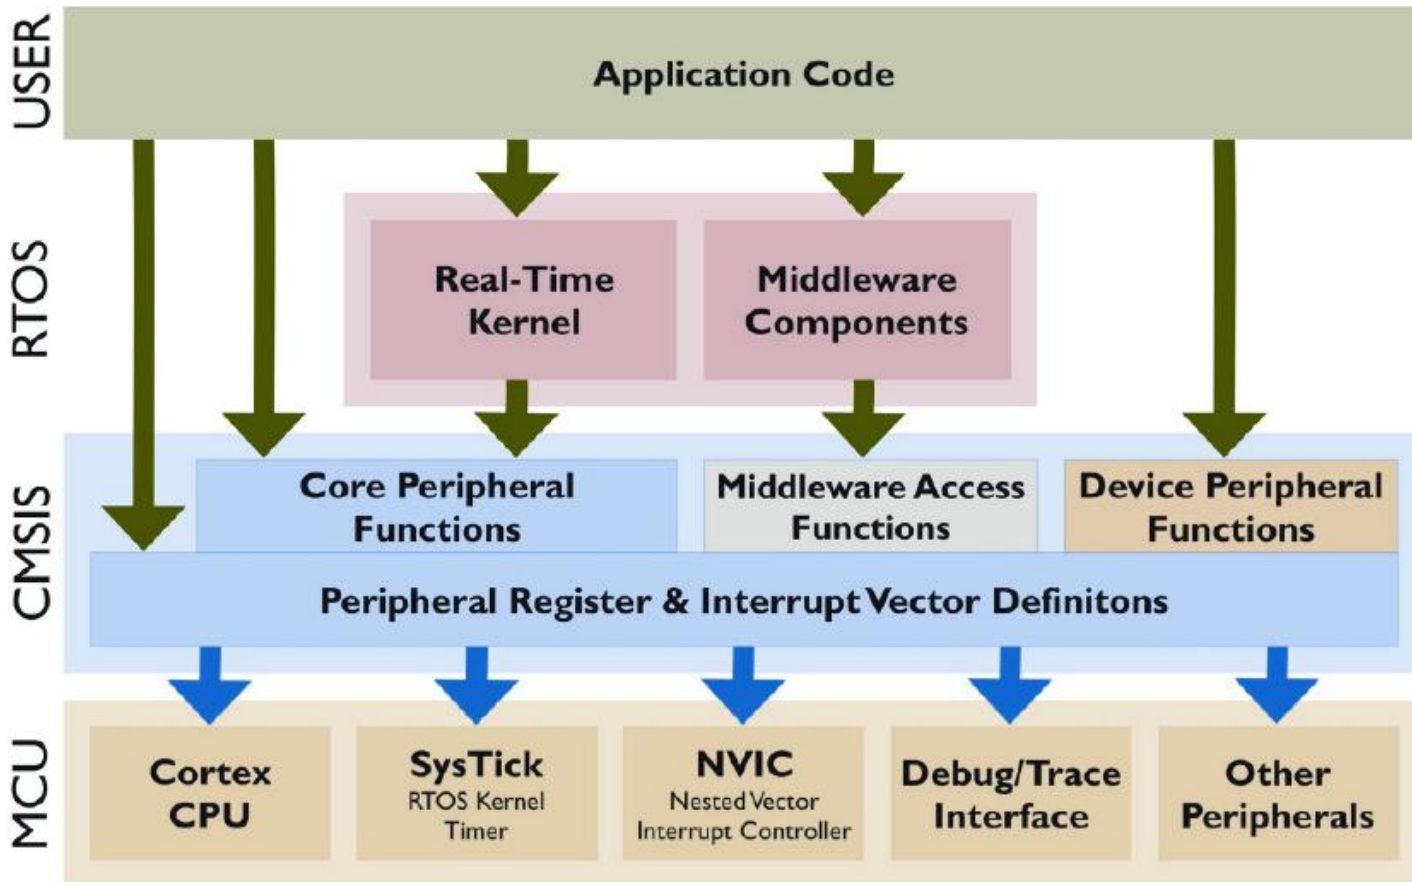 USER
Application Code
RTOS
Real-Time
Kernel
Middleware
Components
CMSIS
Core Peripheral
Functions
Middleware Access
Functions
Device Peripheral
Functions
Peripheral Register & Interrupt Vector Definitons
MCU
Cortex
CPU
SysTick
RTOS Kernel
Timer
NVIC
Nested Vector
Interrupt Controller
Debug/Trace
Interface
Other
Peripherals